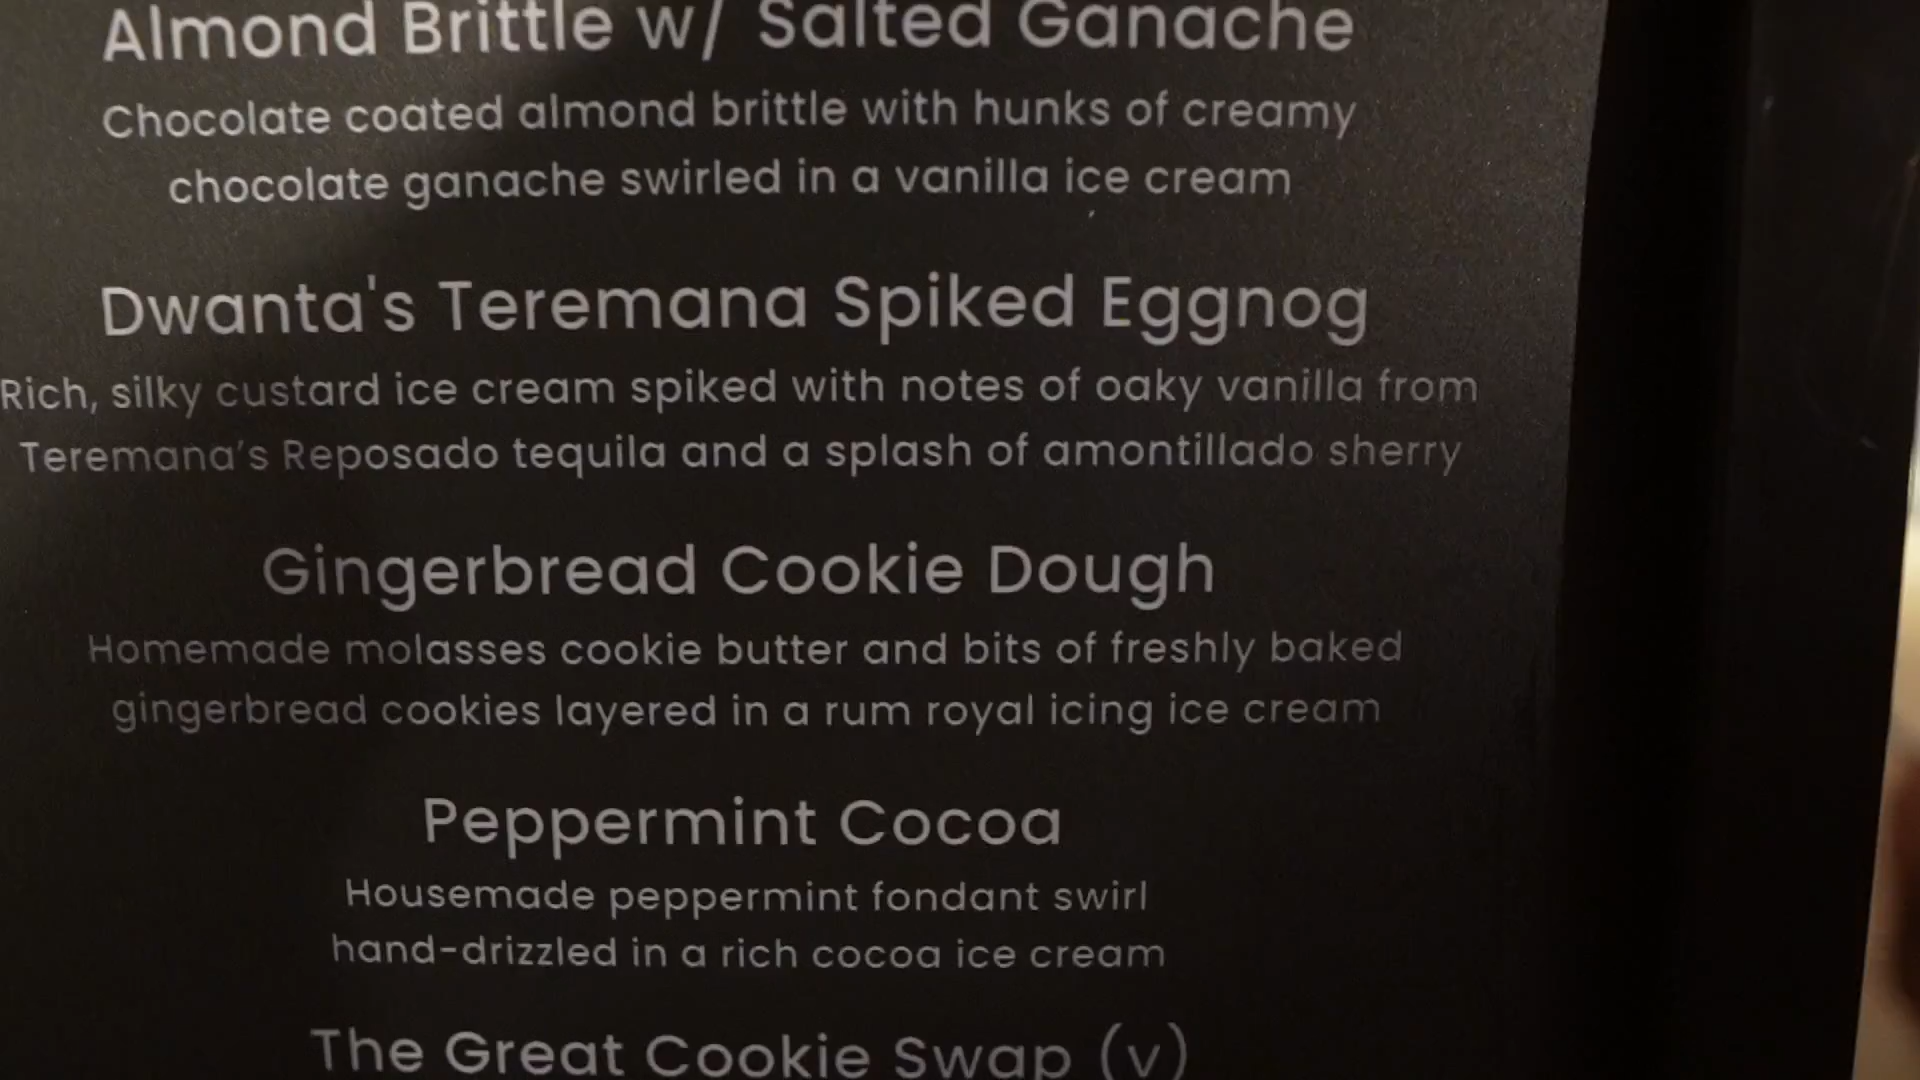 Almond Brittle w/ Salted Ganache
Chocolate coated almond brittle with hunks of creamy
chocolate ganache swirled in a vanilla ice cream
Dwanta's Teremana Spiked Eggnog
Rich, silky custard ice cream spiked with notes of oaky vanilla from
Teremana’s Reposado tequila and a splash of amontillado sherry
Gingerbread Cookie Dough
Homemade molasses cookie butter and bits of freshly baked
gingerbread cookies layered in a rum royal icing ice cream
Peppermint Cocoa
Housemade peppermint fondant swirl
hand-drizzled in a rich cocoa ice cream
The Great Cookie Swap (v)